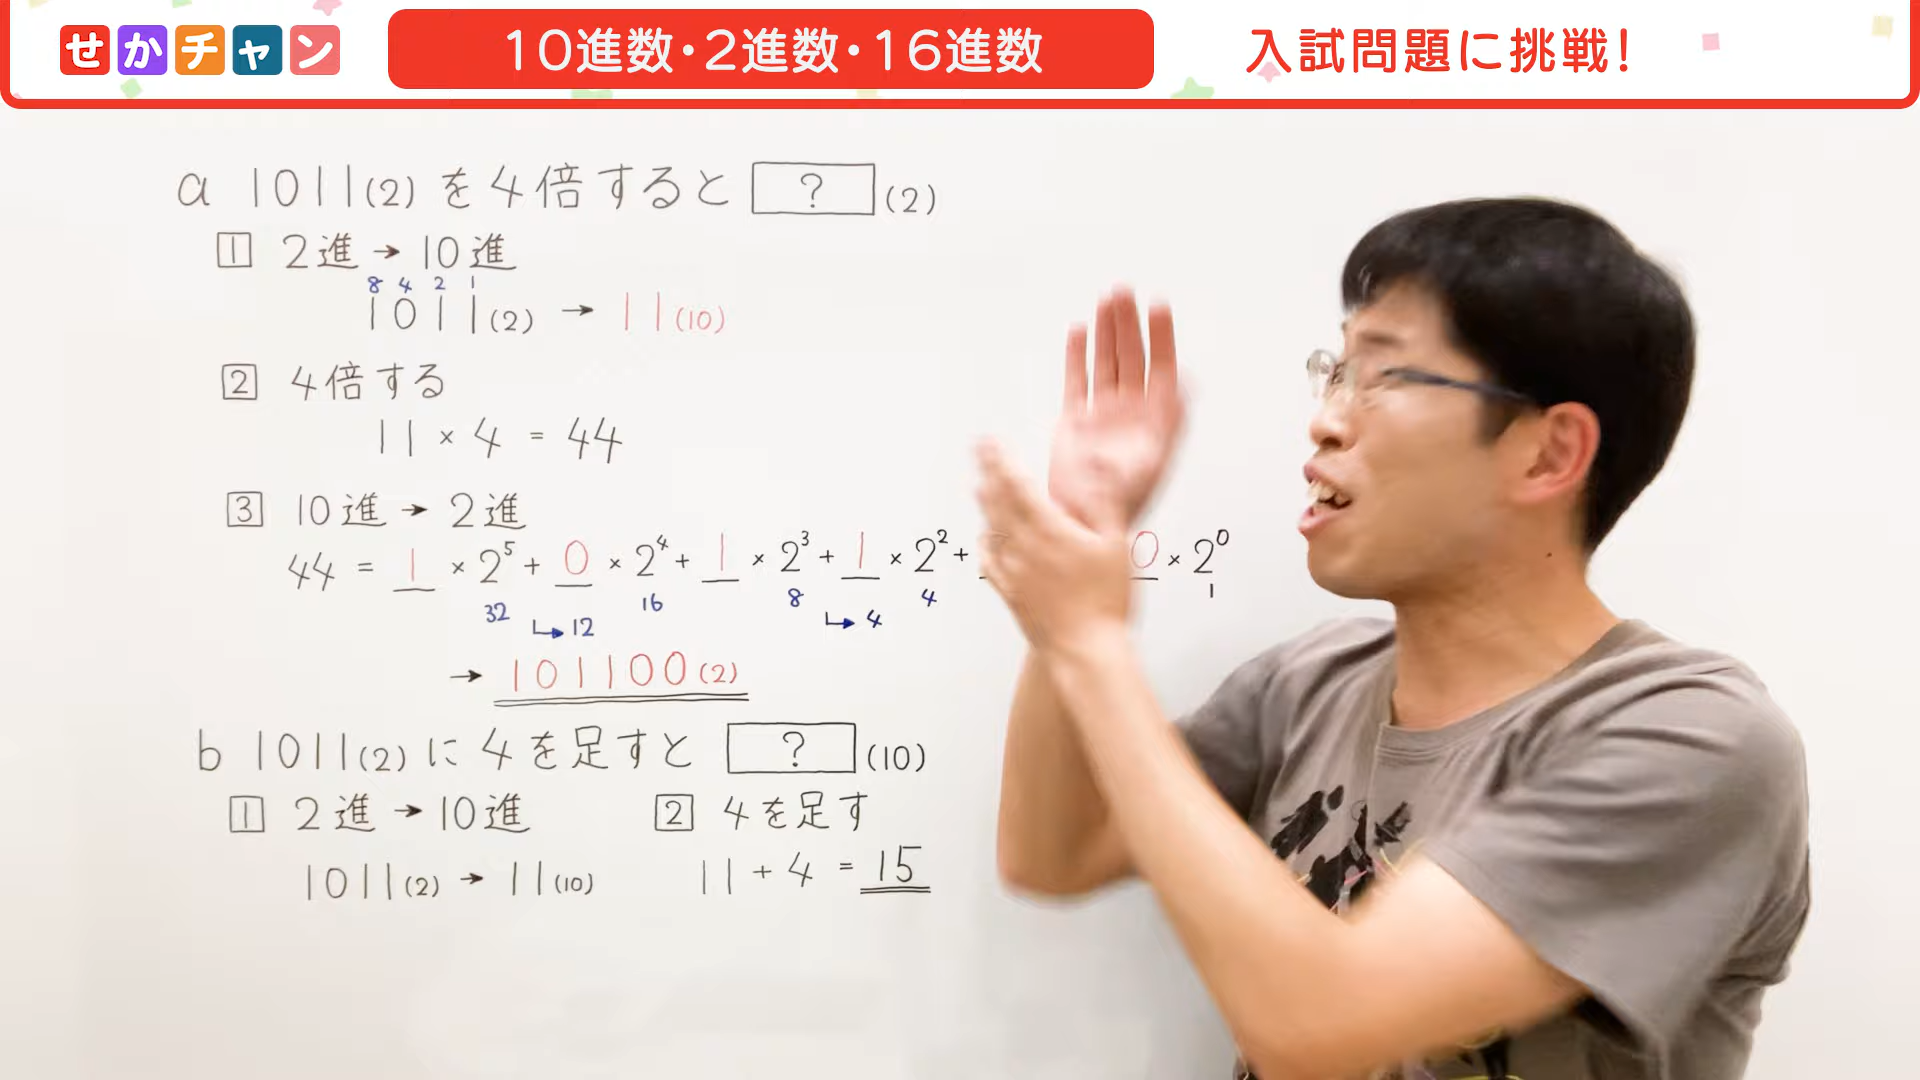 せかチャン
10進数・2進数・16進数
入試問題に挑戦!
a 1011(2)を4倍すると ? (2)
1 2進→10進
8 4 2 1
1011(2) → 11(10)
2 4倍する
11 × 4 = 44
3 10進→2進
44 = 1 × 2⁵ + 0 × 2⁴ + 1 × 2³ + 1 × 2² + 0 × 2⁰
32 16 8 4 1
↳12 ↳4
→ 101100(2)
b 1011(2)に4を足すと ? (10)
1 2進→10進
1011(2) → 11(10)
2 4を足す
11 + 4 = 15